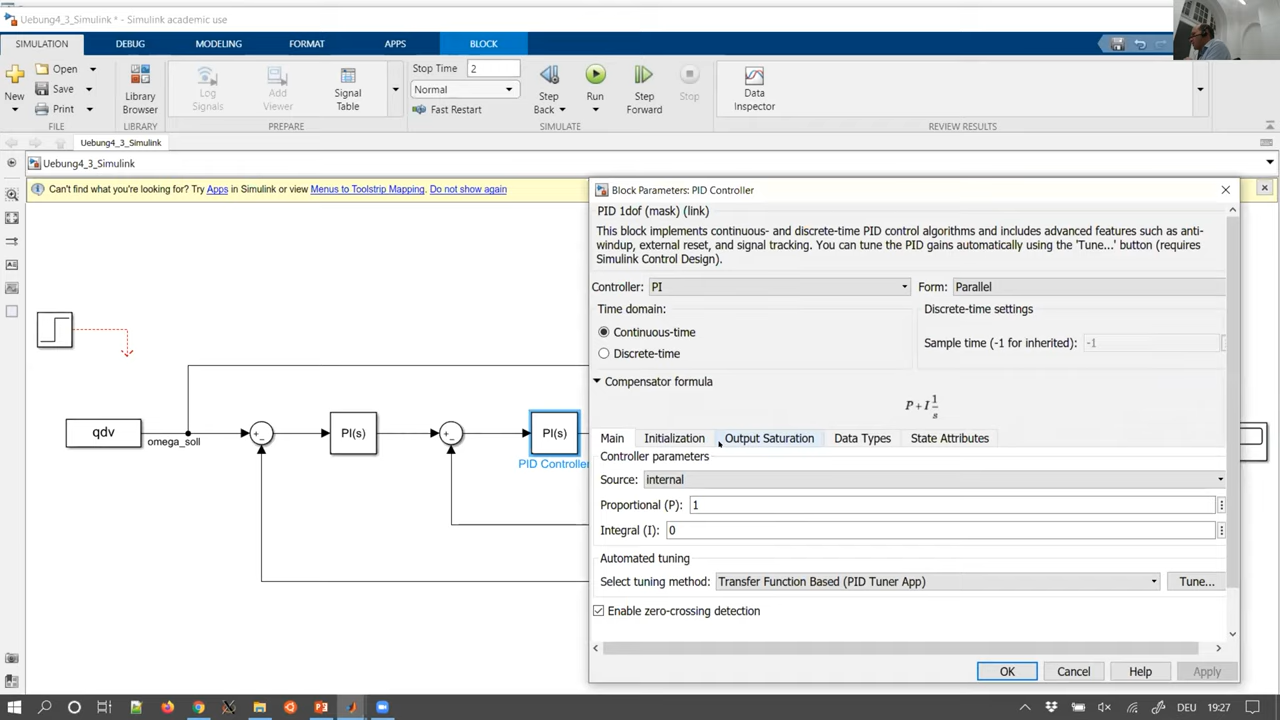 Uebung4_3_Simulink * - Simulink academic use
SIMULATION DEBUG MODELING FORMAT APPS BLOCK
New
Open
Save
Print
FILE
Library
Browser
LIBRARY
Log
Signals
Add
Viewer
Signal
Table
PREPARE
Stop Time 2
Normal
Fast Restart
Step
Back
Run
Step
Forward
Stop
SIMULATE
Data
Inspector
REVIEW RESULTS
Uebung4_3_Simulink
Uebung4_3_Simulink
Can't find what you're looking for? Try Apps in Simulink or view Menus to Toolstrip Mapping. Do not show again
qdv
omega_soll
PI(s)
PI(s)
PID Controller
Block Parameters: PID Controller
PID 1dof (mask) (link)
This block implements continuous- and discrete-time PID control algorithms and includes advanced features such as anti-
windup, external reset, and signal tracking. You can tune the PID gains automatically using the 'Tune...' button (requires
Simulink Control Design).
Controller: PI Form: Parallel
Time domain: Discrete-time settings
Continuous-time
Discrete-time
Sample time (-1 for inherited): -1
Compensator formula
P + I 1/s
Main Initialization Output Saturation Data Types State Attributes
Controller parameters
Source: internal
Proportional (P): 1
Integral (I): 0
Automated tuning
Select tuning method: Transfer Function Based (PID Tuner App) Tune...
Enable zero-crossing detection
OK Cancel Help Apply
DEU 19:27